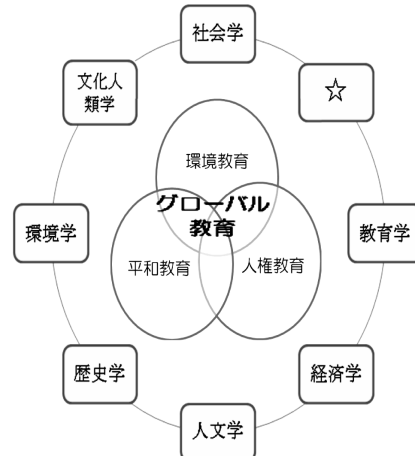 社会学
文化人
類学
☆
環境教育
グローバル
教育
環境学
教育学
平和教育
人権教育
歴史学
経済学
人文学